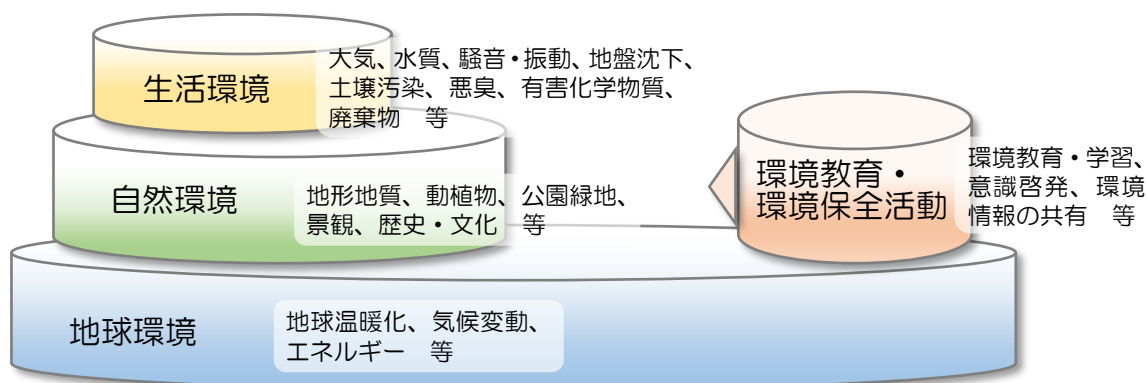 生活環境
大気、水質、騒音・振動、地盤沈下、
土壌汚染、悪臭、有害化学物質、
廃棄物　等
自然環境
地形地質、動植物、公園緑地、
景観、歴史・文化　等
環境教育・
環境保全活動
環境教育・学習、
意識啓発、環境
情報の共有　等
地球環境
地球温暖化、気候変動、
エネルギー　等